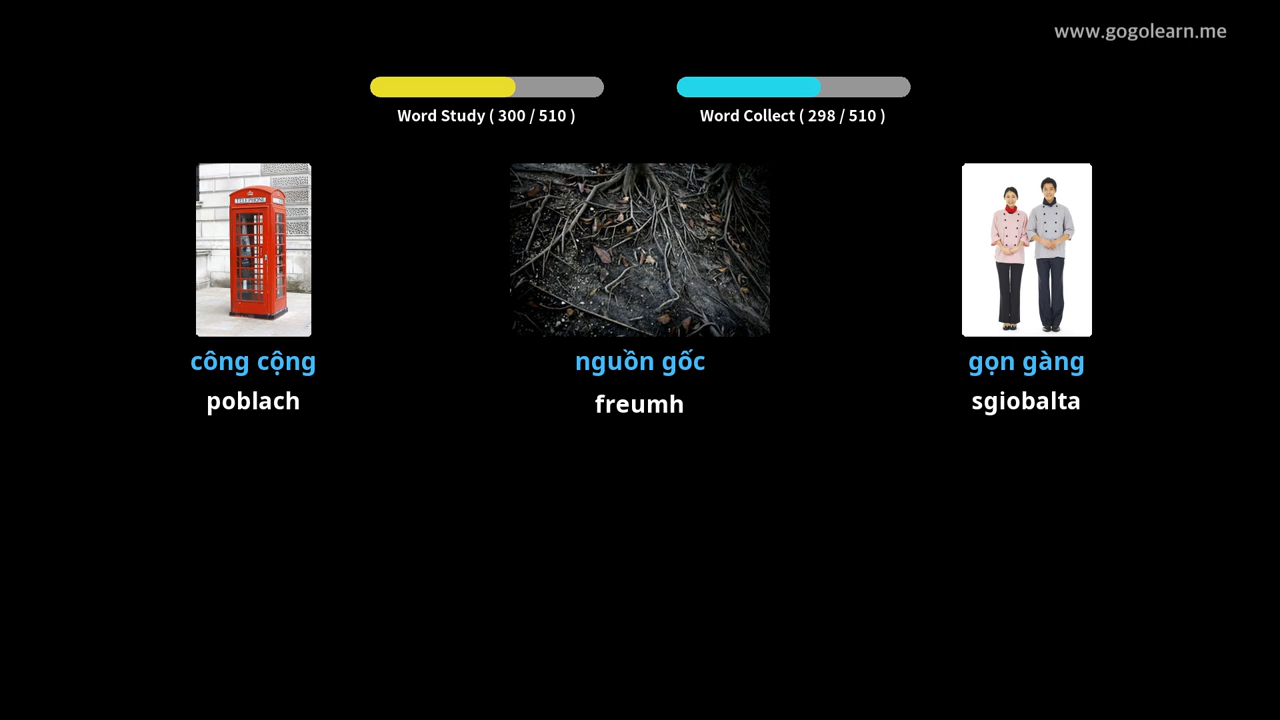 www.gogolearn.me
Word Study ( 300 / 510 )
Word Collect ( 298 / 510 )
TELEPHONE
công cộng
nguồn gốc
gọn gàng
poblach
freumh
sgiobalta